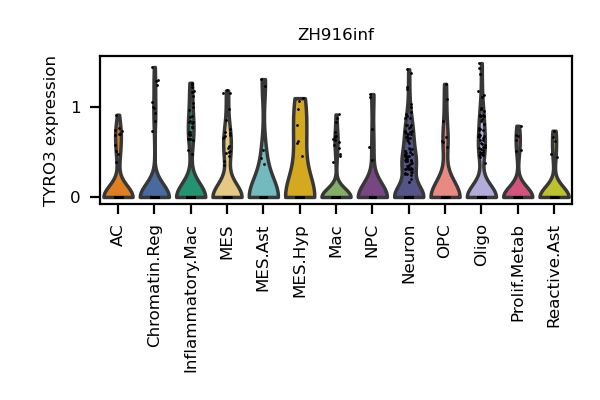 ZH916inf
TYRO3 expression
1
0
AC
Chromatin.Reg
Inflammatory.Mac
MES
MES.Ast
MES.Hyp
Mac
NPC
Neuron
OPC
Oligo
Prolif.Metab
Reactive.Ast